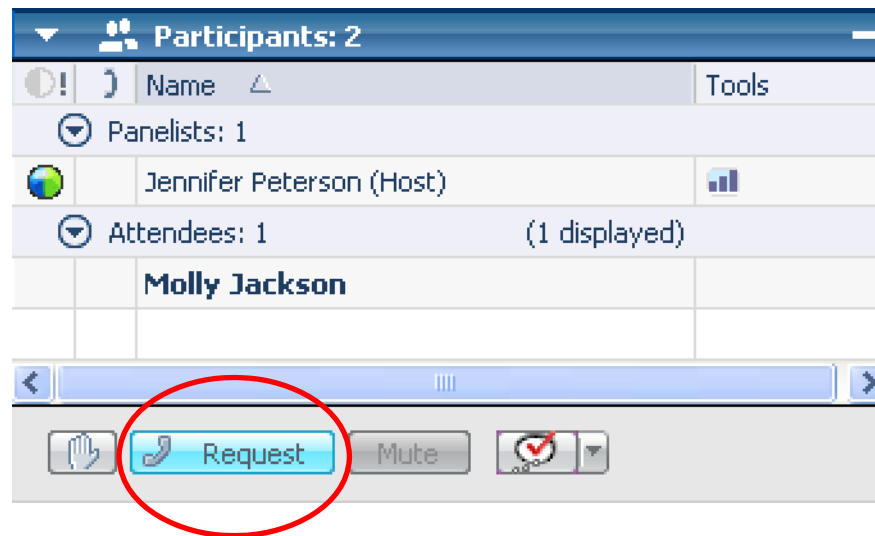 Participants: 2
! Name Tools
Panelists: 1
Jennifer Peterson (Host)
Attendees: 1 (1 displayed)
Molly Jackson
Request Mute